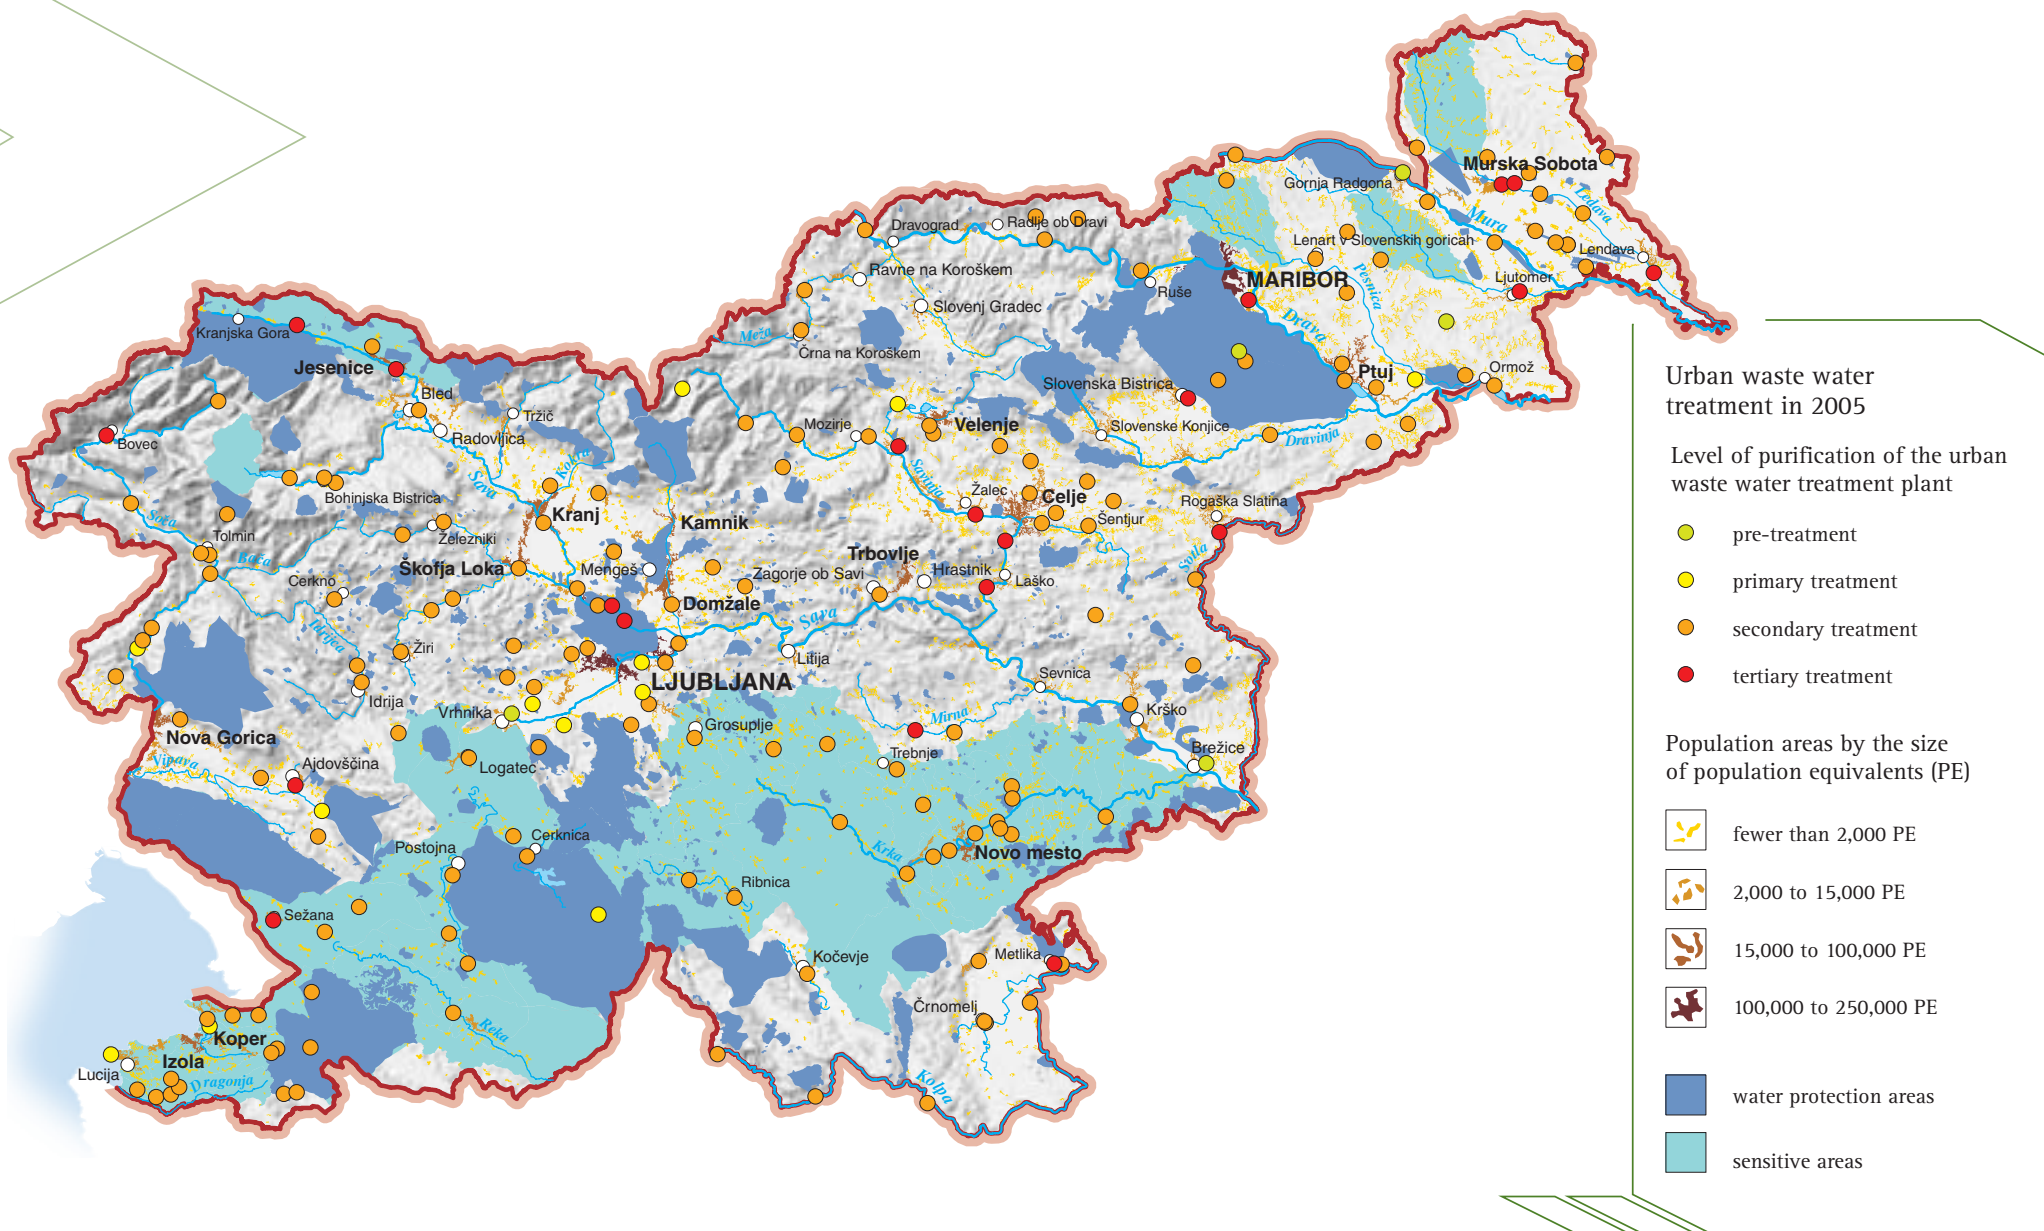 Murska Sobota
Gornja Radgona
Ledava
Mura
Dravograd
Radlje ob Dravi
Lenart v Slovenskih goricah
Lendava
Ravne na Koroškem
MARIBOR
Pesnica
Ljutomer
Ruše
Slovenj Gradec
Kranjska Gora
Meža
Drava
Črna na Koroškem
Jesenice
Ptuj
Ormož
Slovenska Bistrica
Bled
Tržič
Mozirje
Velenje
Slovenske Konjice
Bovec
Radovljica
Dravinja
Kokra
Savinja
Sava
Bohinjska Bistrica
Žalec
Celje
Rogaška Slatina
Soča
Kranj
Kamnik
Šentjur
Tolmin
Železniki
Bača
Trbovlje
Sotla
Škofja Loka
Mengeš
Zagorje ob Savi
Hrastnik
Laško
Cerkno
Domžale
Sava
Idrijca
Žiri
Litija
LJUBLJANA
Sevnica
Idrija
Vrhnika
Grosuplje
Mirna
Krško
Nova Gorica
Brežice
Vipava
Ajdovščina
Logatec
Trebnje
Cerknica
Postojna
Krka
Novo mesto
Ribnica
Sežana
Kočevje
Metlika
Črnomelj
Koper
Reka
Izola
Lucija
Dragonja
Kolpa
Urban waste water
treatment in 2005
Level of purification of the urban
waste water treatment plant
pre-treatment
primary treatment
secondary treatment
tertiary treatment
Population areas by the size
of population equivalents (PE)
fewer than 2,000 PE
2,000 to 15,000 PE
15,000 to 100,000 PE
100,000 to 250,000 PE
water protection areas
sensitive areas